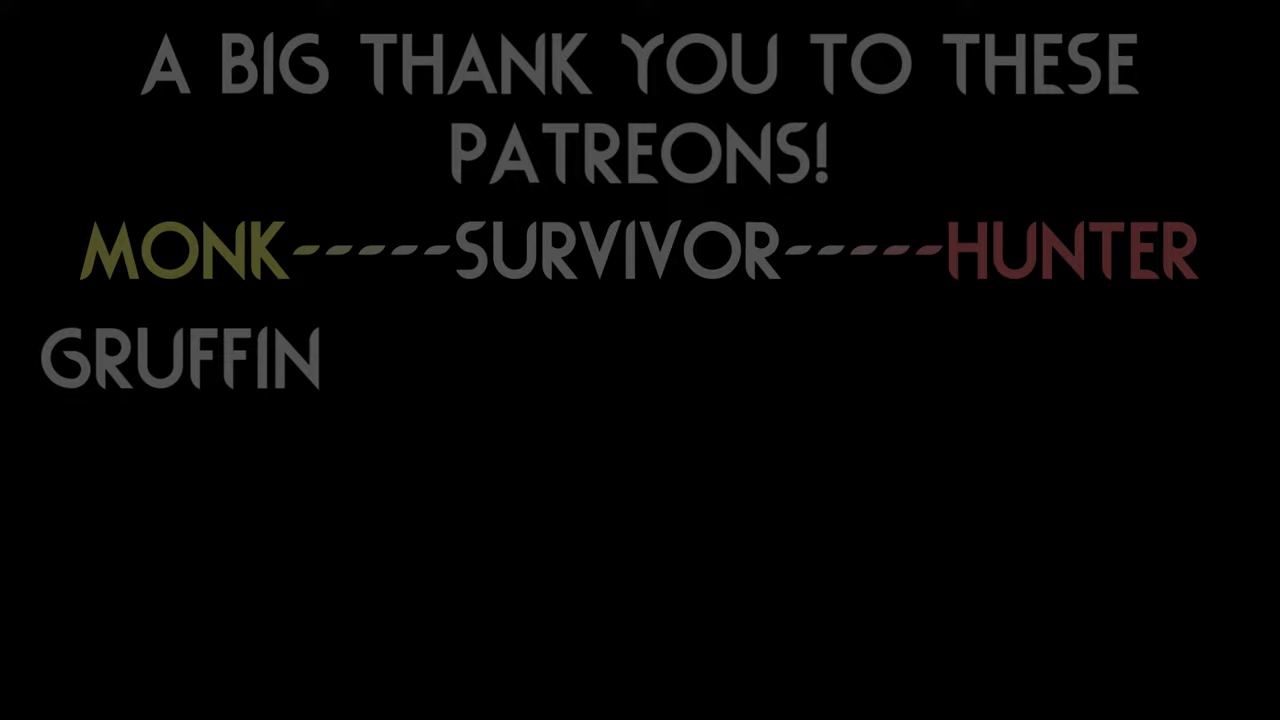 A BIG THANK YOU TO THESE
PATREONS!
MONK-----SURVIVOR-----HUNTER
GRUFFIN